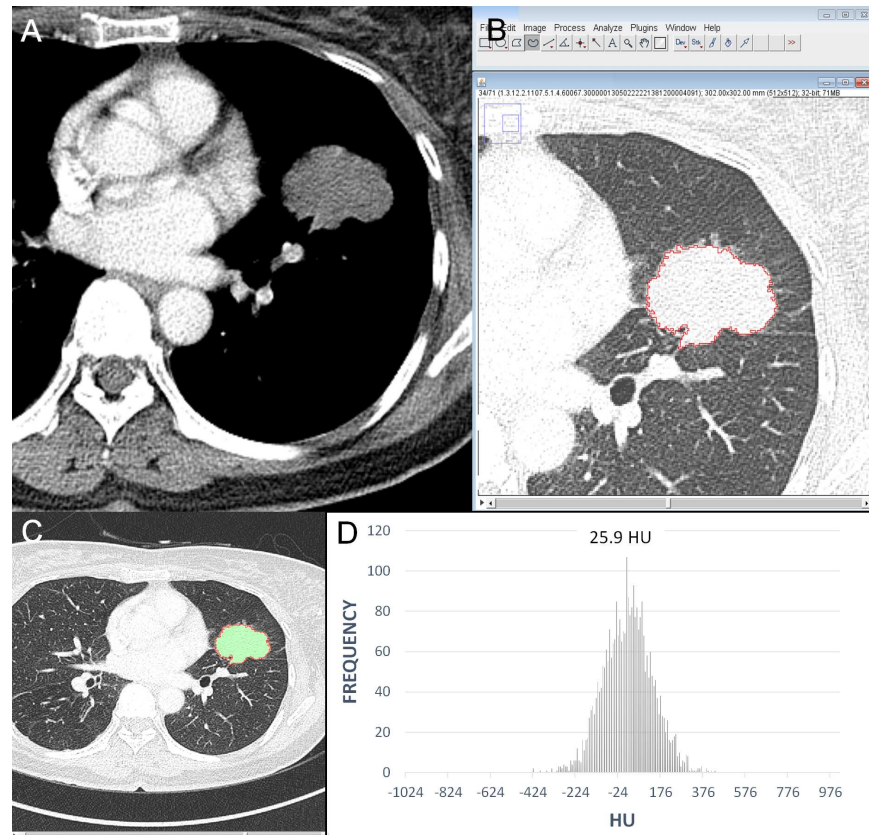 A
B
File Edit Image Process Analyze Plugins Window Help
A Dev. Stk. >>
34/71 (1.3.12.2.1107.5.1.4.60067.30000013050222221381200004091); 302.00x302.00 mm (512x512); 32-bit; 71MB
C
D
25.9 HU
FREQUENCY
120
100
80
60
40
20
0
-1024 -824 -624 -424 -224 -24 176 376 576 776 976
HU